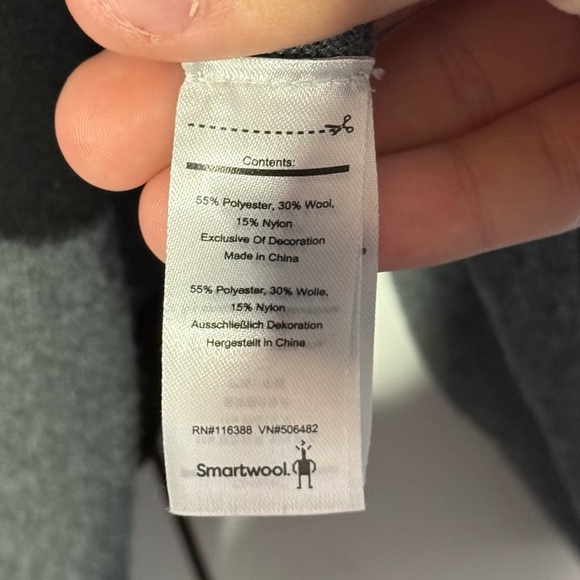 Contents:
55% Polyester, 30% Wool,
15% Nylon
Exclusive Of Decoration
Made in China
55% Polyester, 30% Wolle,
15% Nylon
Ausschließlich Dekoration
Hergestellt in China
RN#116388 VN#506482
Smartwool.